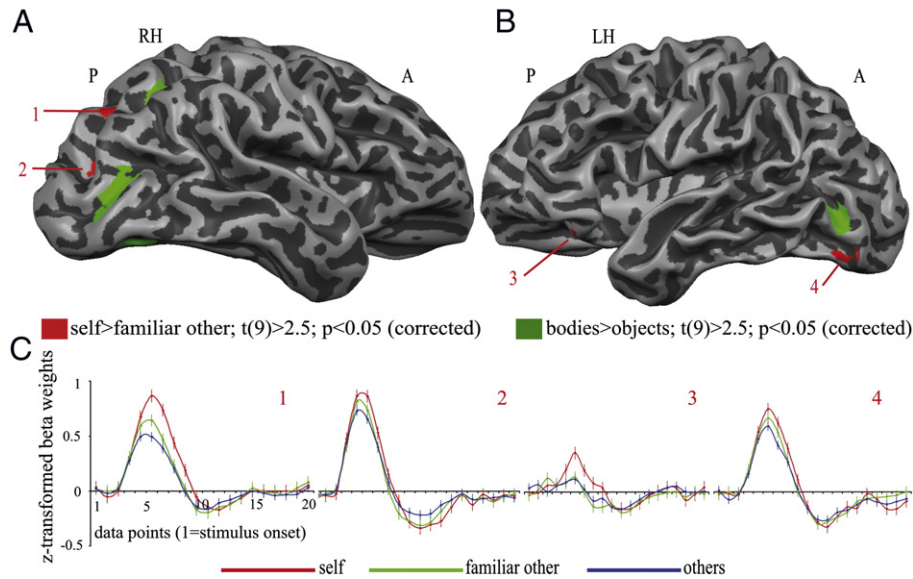 A
B
RH
LH
P
A
P
A
1
2
3
4
self>familiar other; t(9)>2.5; p<0.05 (corrected)
bodies>objects; t(9)>2.5; p<0.05 (corrected)
C
z-transformed beta weights
1
0.5
0
-0.5
1
2
3
4
1
5
10
15
20
data points (1=stimulus onset)
self
familiar other
others